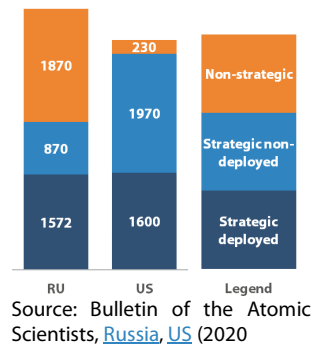 1870
230
Non-strategic
1970
870
Strategic non-
deployed
1572
1600
Strategic
deployed
RU
US
Legend
Source: Bulletin of the Atomic
Scientists, Russia, US (2020